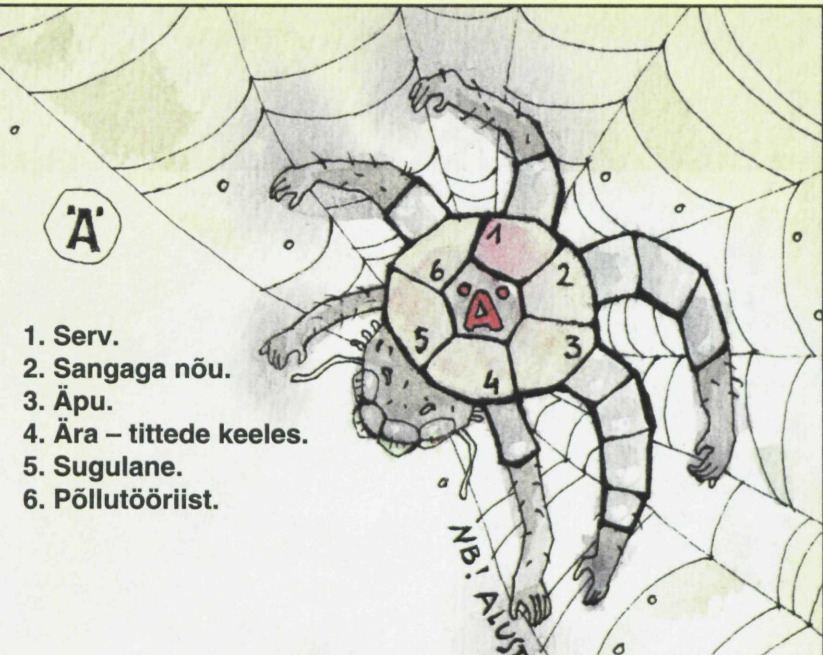 "A"
1. Serv.
2. Sangaga nõu.
3. Äpu.
4. Ära – tittede keeles.
5. Sugulane.
6. Põllutööriist.
1
2
3
4
5
6
Ä
NB!